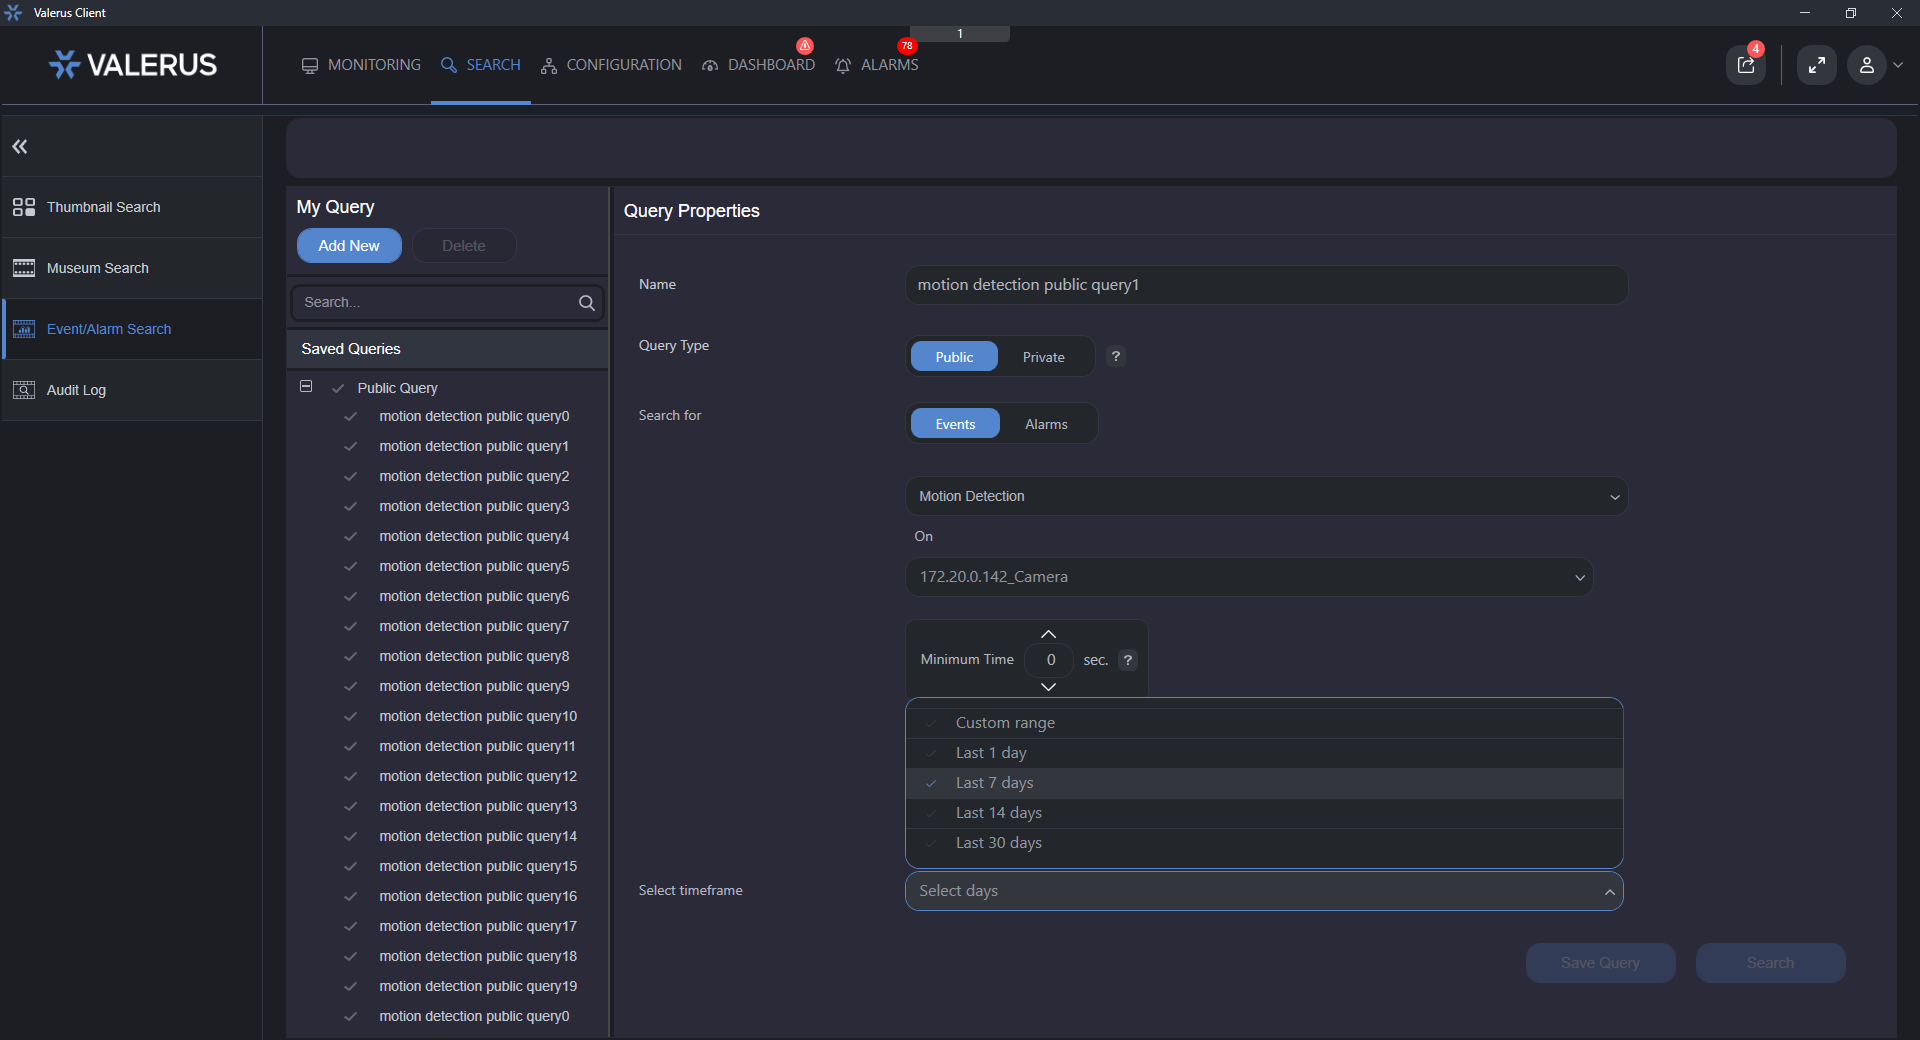 Valerus Client
VALERUS
MONITORING
SEARCH
CONFIGURATION
DASHBOARD
78
ALARMS
1
4
Thumbnail Search
Museum Search
Event/Alarm Search
Audit Log
My Query
Add New
Delete
Search...
Saved Queries
Public Query
motion detection public query0
motion detection public query1
motion detection public query2
motion detection public query3
motion detection public query4
motion detection public query5
motion detection public query6
motion detection public query7
motion detection public query8
motion detection public query9
motion detection public query10
motion detection public query11
motion detection public query12
motion detection public query13
motion detection public query14
motion detection public query15
motion detection public query16
motion detection public query17
motion detection public query18
motion detection public query19
motion detection public query0
Query Properties
Name
motion detection public query1
Query Type
Public
Private
?
Search for
Events
Alarms
Motion Detection
On
172.20.0.142_Camera
Minimum Time
0
sec.
?
Custom range
Last 1 day
Last 7 days
Last 14 days
Last 30 days
Select timeframe
Select days
Save Query
Search